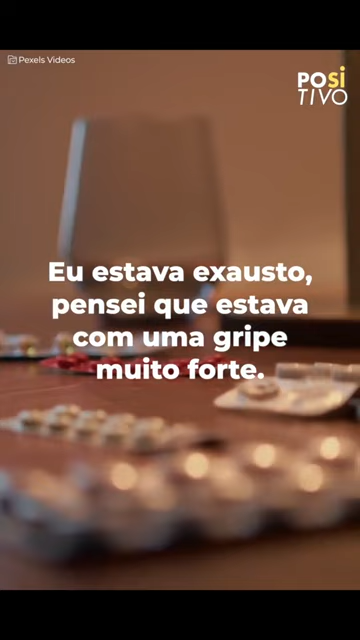 Pexels Videos
POSi
TIVO
Eu estava exausto,
pensei que estava
com uma gripe
muito forte.